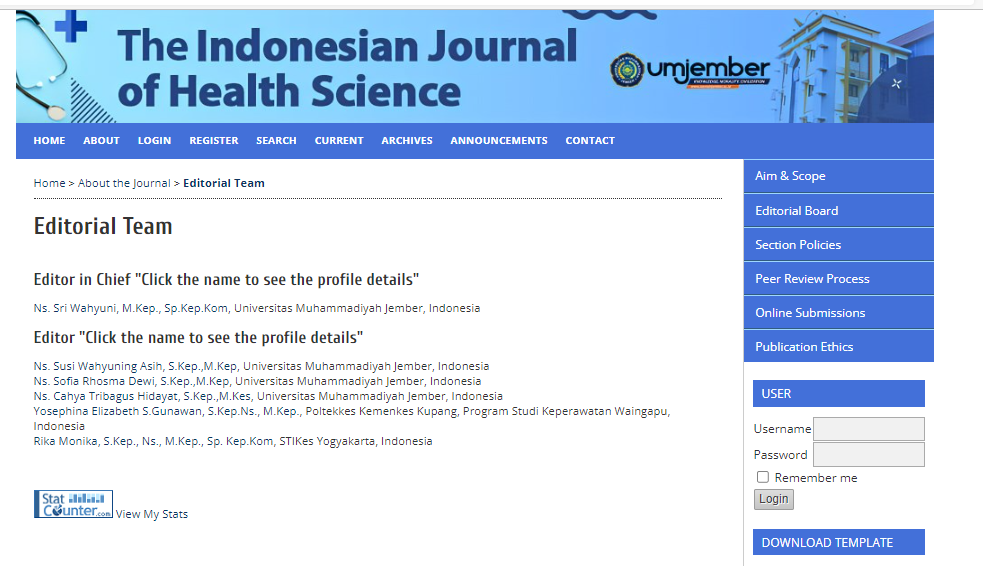 The Indonesian Journal
of Health Science
umjember
HOME ABOUT LOGIN REGISTER SEARCH CURRENT ARCHIVES ANNOUNCEMENTS CONTACT
Home > About the Journal > Editorial Team
Editorial Team
Editor in Chief "Click the name to see the profile details"
Ns. Sri Wahyuni, M.Kep., Sp.Kep.Kom, Universitas Muhammadiyah Jember, Indonesia
Editor "Click the name to see the profile details"
Ns. Susi Wahyuning Asih, S.Kep.,M.Kep, Universitas Muhammadiyah Jember, Indonesia
Ns. Sofia Rhosma Dewi, S.Kep.,M.Kep, Universitas Muhammadiyah Jember, Indonesia
Ns. Cahya Tribagus Hidayat, S.Kep.,M.Kes, Universitas Muhammadiyah Jember, Indonesia
Yosephina Elizabeth S.Gunawan, S.Kep.Ns., M.Kep., Poltekkes Kemenkes Kupang, Program Studi Keperawatan Waingapu,
Indonesia
Rika Monika, S.Kep., Ns., M.Kep., Sp. Kep.Kom, STIKes Yogyakarta, Indonesia
Stat
Counter.com View My Stats
Aim & Scope
Editorial Board
Section Policies
Peer Review Process
Online Submissions
Publication Ethics
USER
Username
Password
Remember me
Login
DOWNLOAD TEMPLATE